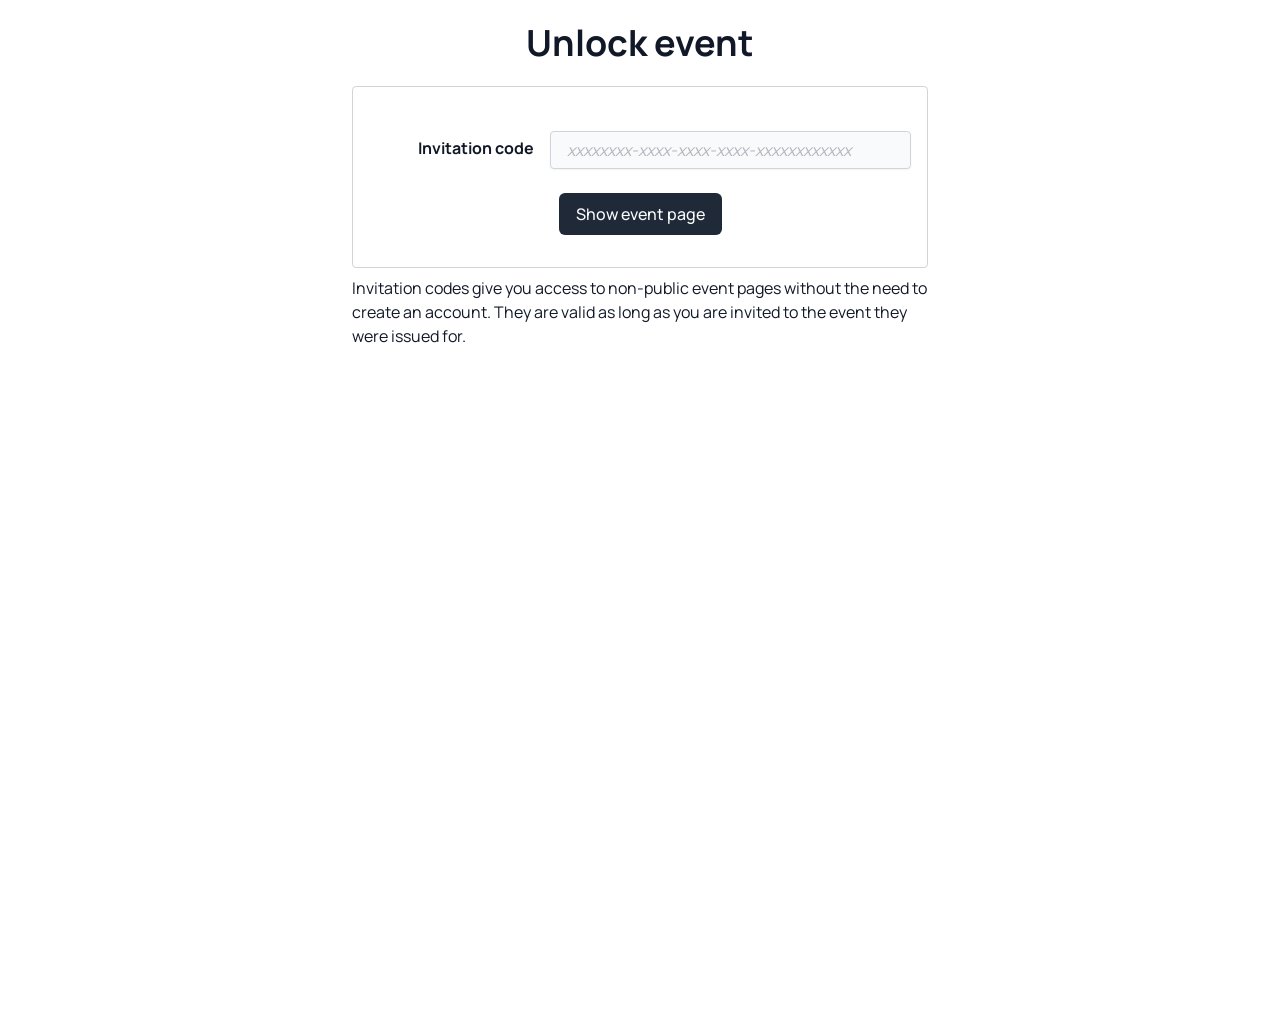 Unlock event
Invitation code
xxxxxxxx-xxxx-xxxx-xxxx-xxxxxxxxxxxx
Show event page
Invitation codes give you access to non-public event pages without the need to
create an account. They are valid as long as you are invited to the event they
were issued for.